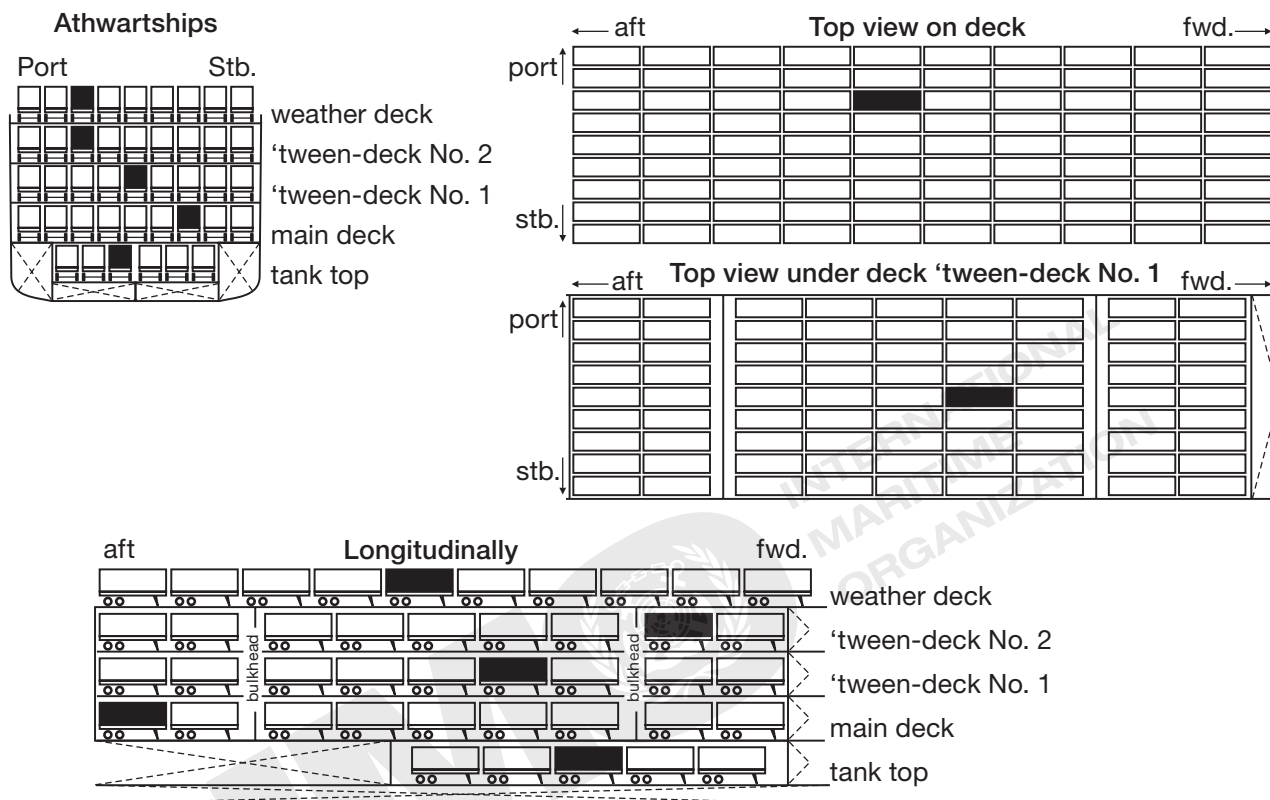 Athwartships
Port Stb.
weather deck
‘tween-deck No. 2
‘tween-deck No. 1
main deck
tank top
aft Top view on deck fwd.
port
stb.
aft Top view under deck ‘tween-deck No. 1 fwd.
port
stb.
INTERNATIONAL
MARITIME
ORGANIZATION
aft Longitudinally fwd.
bulkhead
bulkhead
weather deck
‘tween-deck No. 2
‘tween-deck No. 1
main deck
tank top